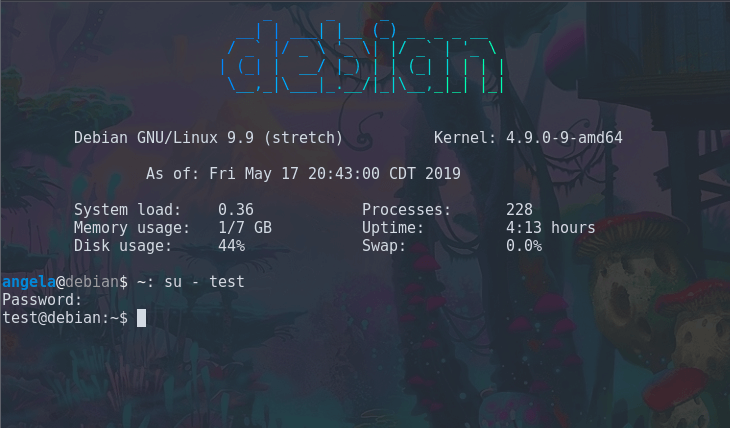 debian
Debian GNU/Linux 9.9 (stretch) Kernel: 4.9.0-9-amd64
As of: Fri May 17 20:43:00 CDT 2019
System load: 0.36 Processes: 228
Memory usage: 1/7 GB Uptime: 4:13 hours
Disk usage: 44% Swap: 0.0%
angela@debian$ ~: su - test
Password:
test@debian:~$